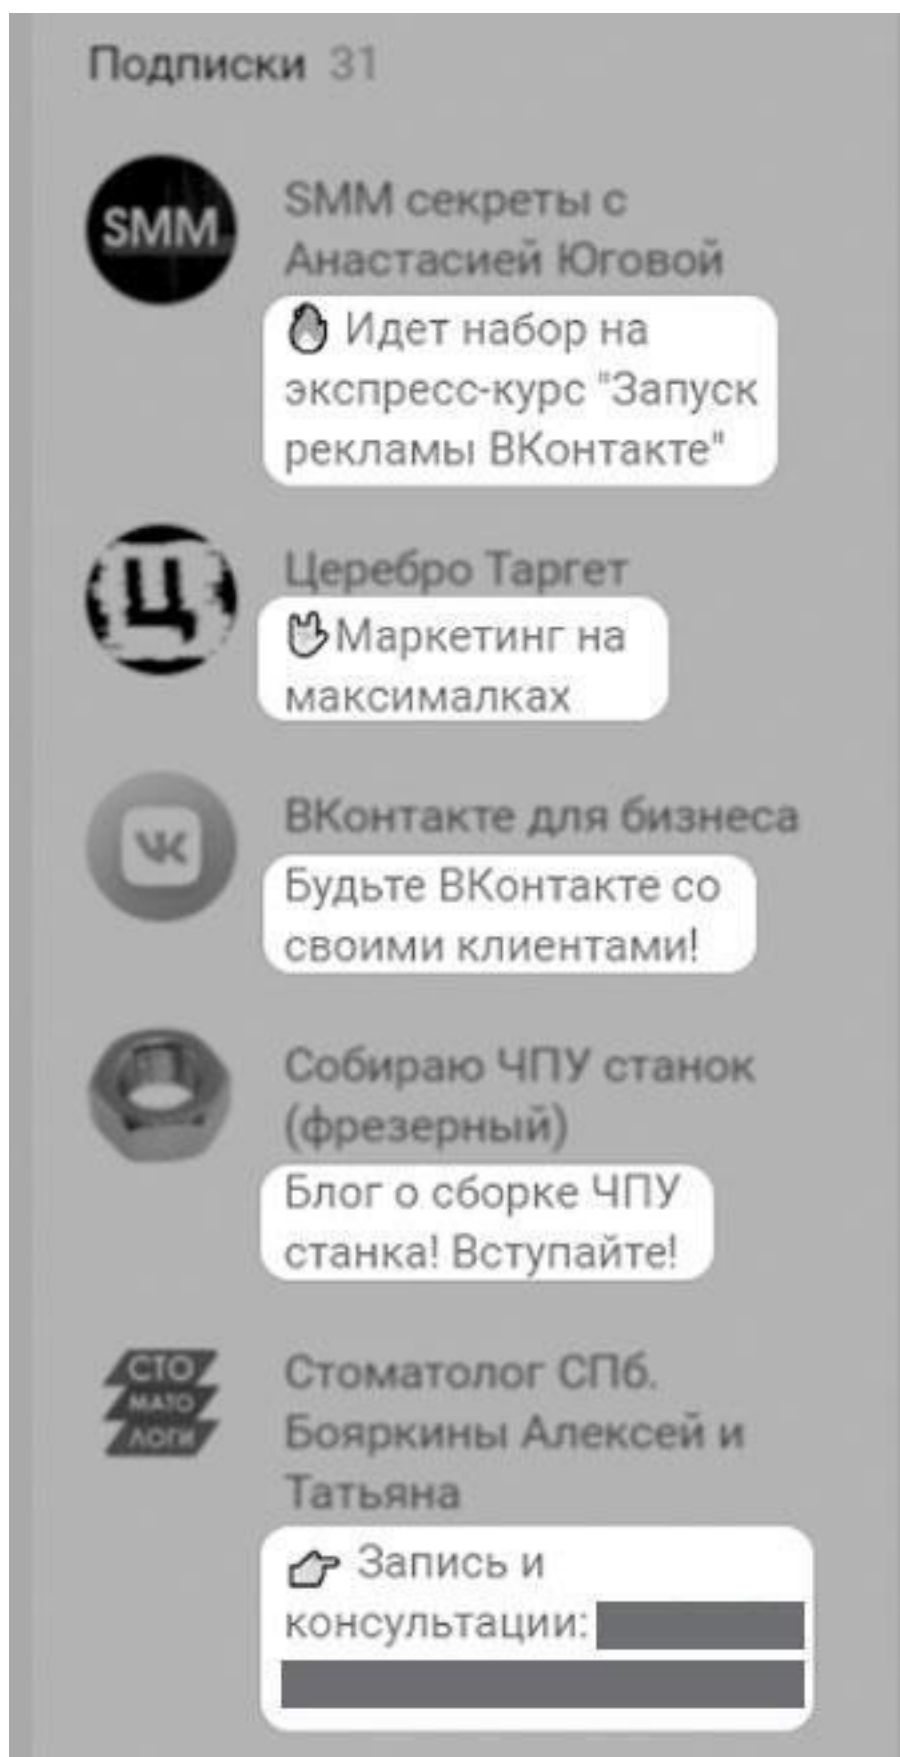 Подписки 31
SMM
SMM секреты с
Анастасией Юговой
🔥 Идет набор на
экспресс-курс "Запуск
рекламы ВКонтакте"
Ц
Церебро Таргет
🤘Маркетинг на
максималках
VK
ВКонтакте для бизнеса
Будьте ВКонтакте со
своими клиентами!
Собираю ЧПУ станок
(фрезерный)
Блог о сборке ЧПУ
станка! Вступайте!
СТО
МАТО
ЛОГИ
Стоматолог СПб.
Бояркины Алексей и
Татьяна
👉 Запись и
консультации: